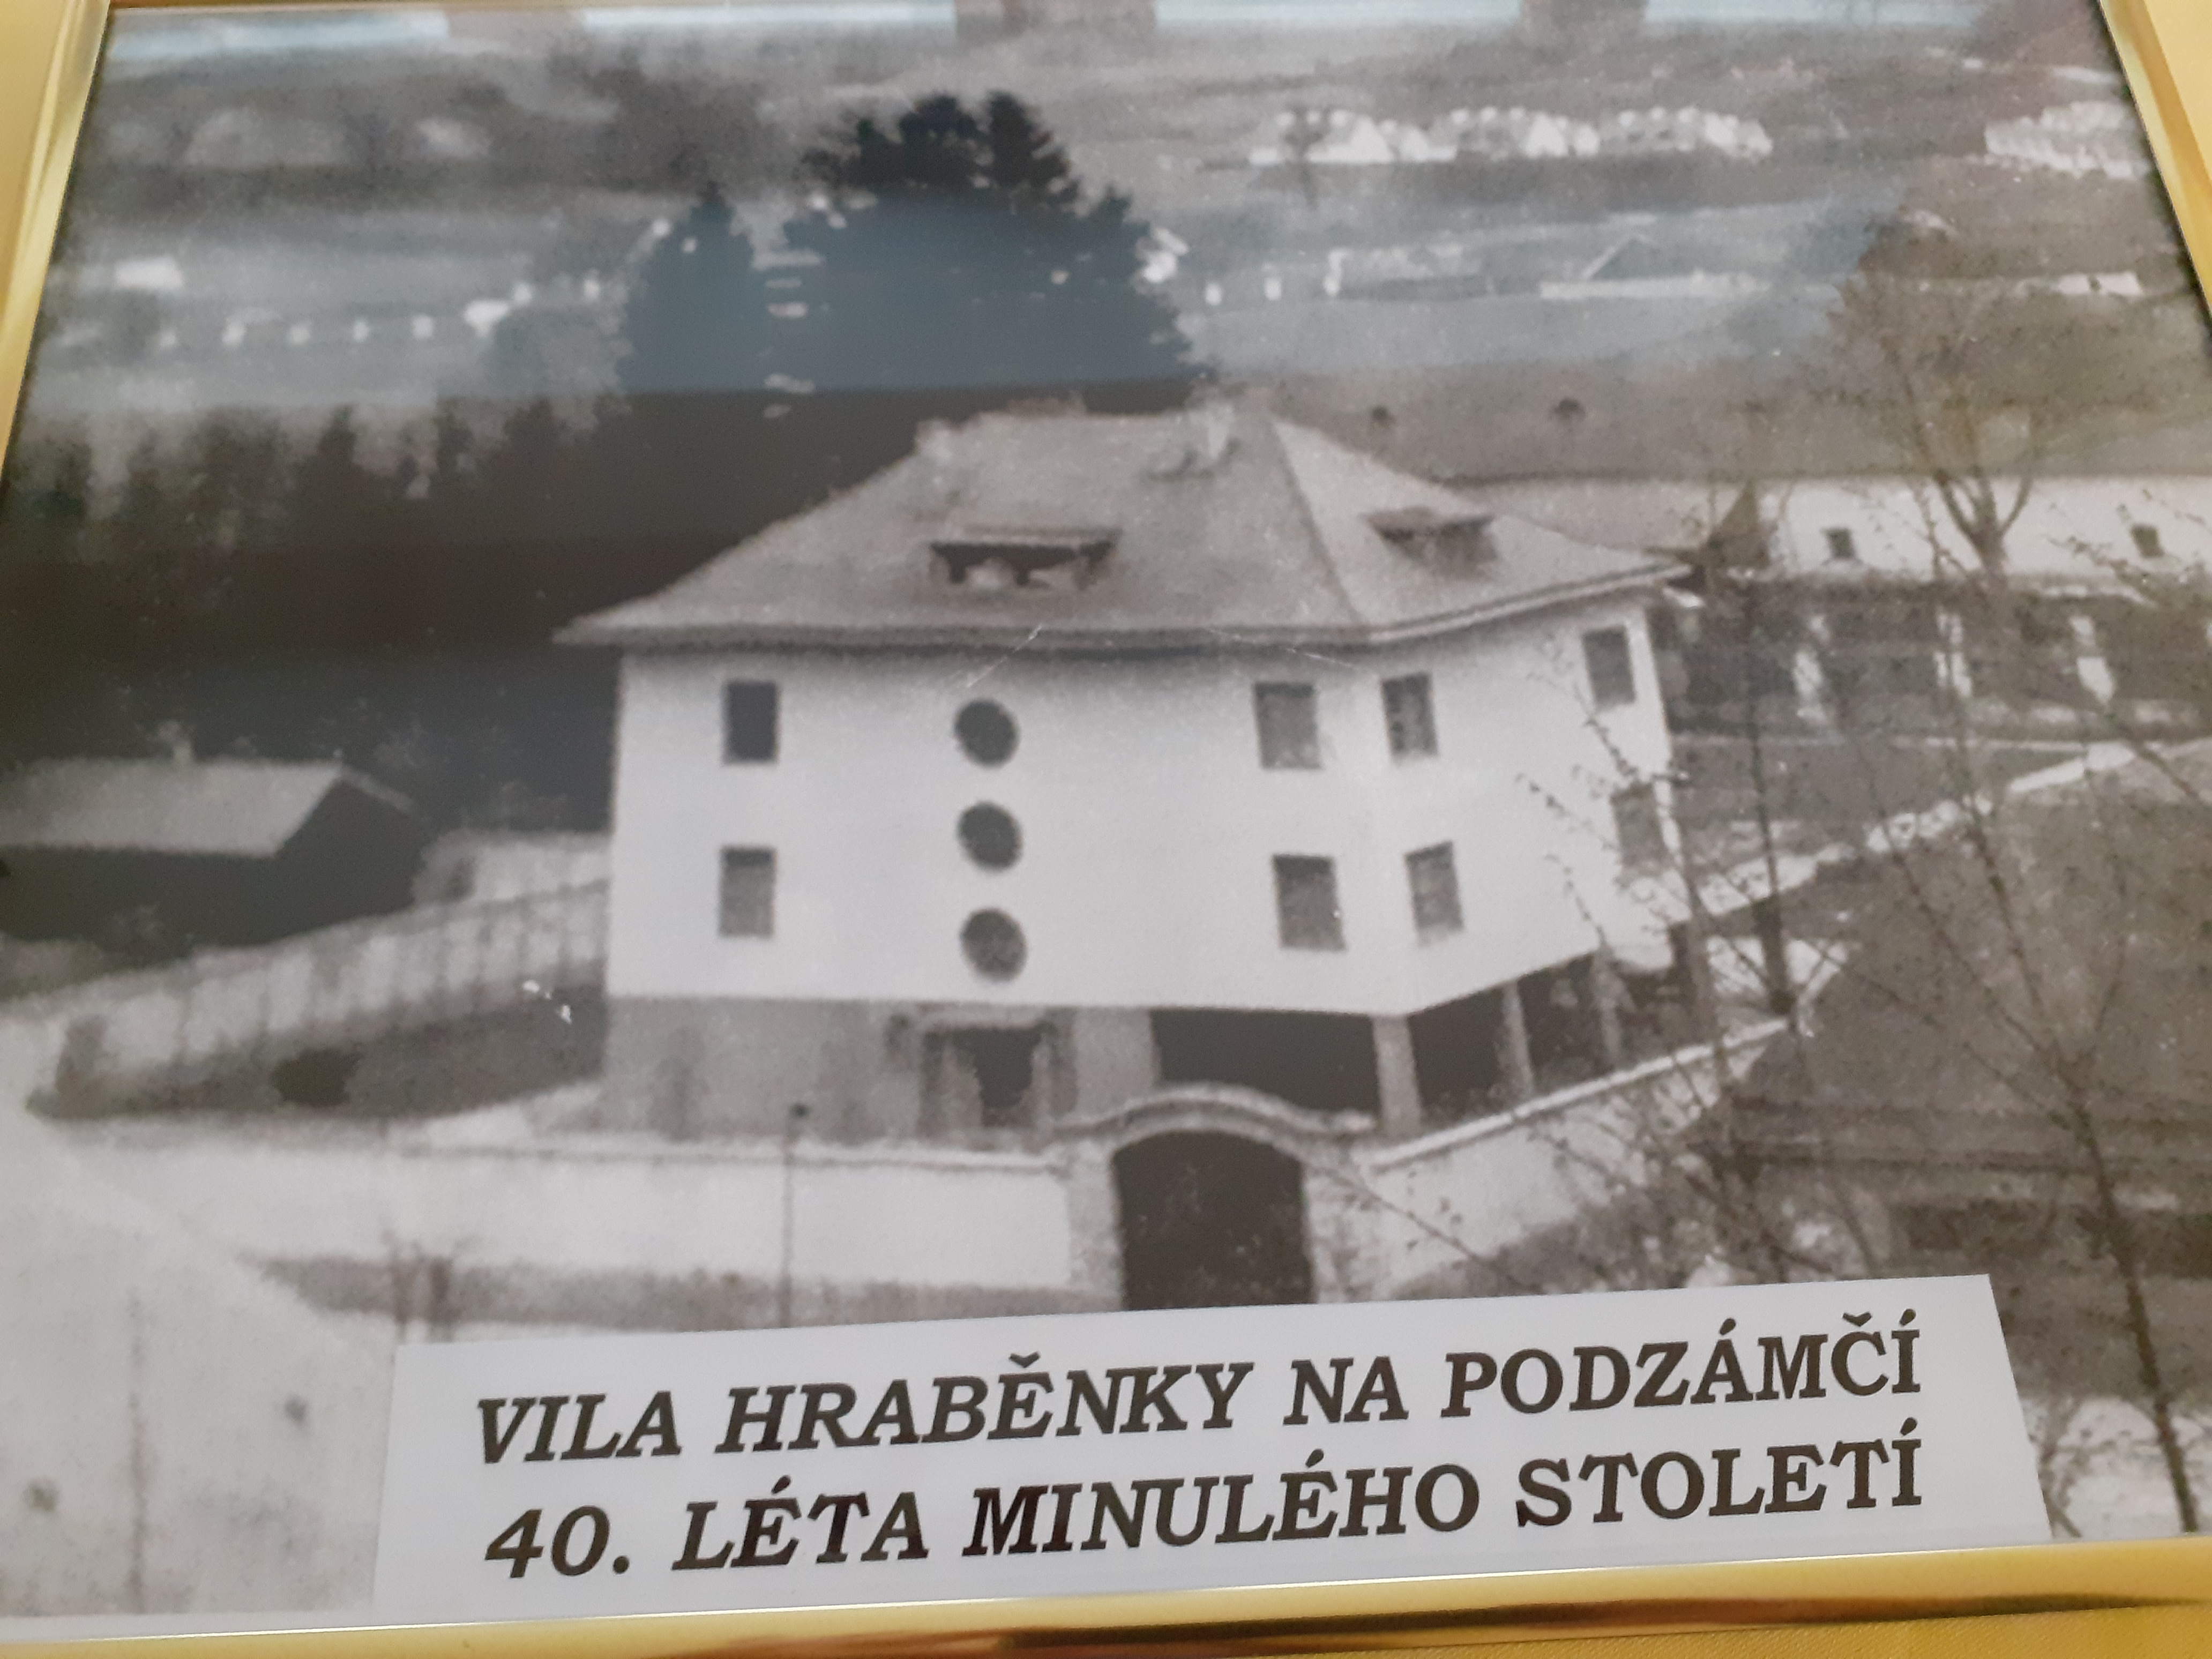 VILA HRABĚNKY NA PODZÁMČÍ
40. LÉTA MINULÉHO STOLETÍ